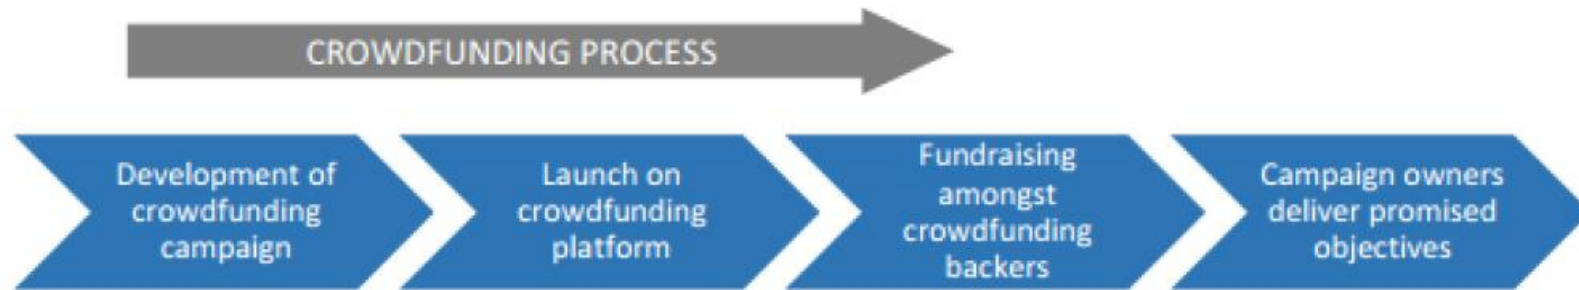 CROWDFUNDING PROCESS
Development of
crowdfunding
campaign
Launch on
crowdfunding
platform
Fundraising
amongst
crowdfunding
backers
Campaign owners
deliver promised
objectives